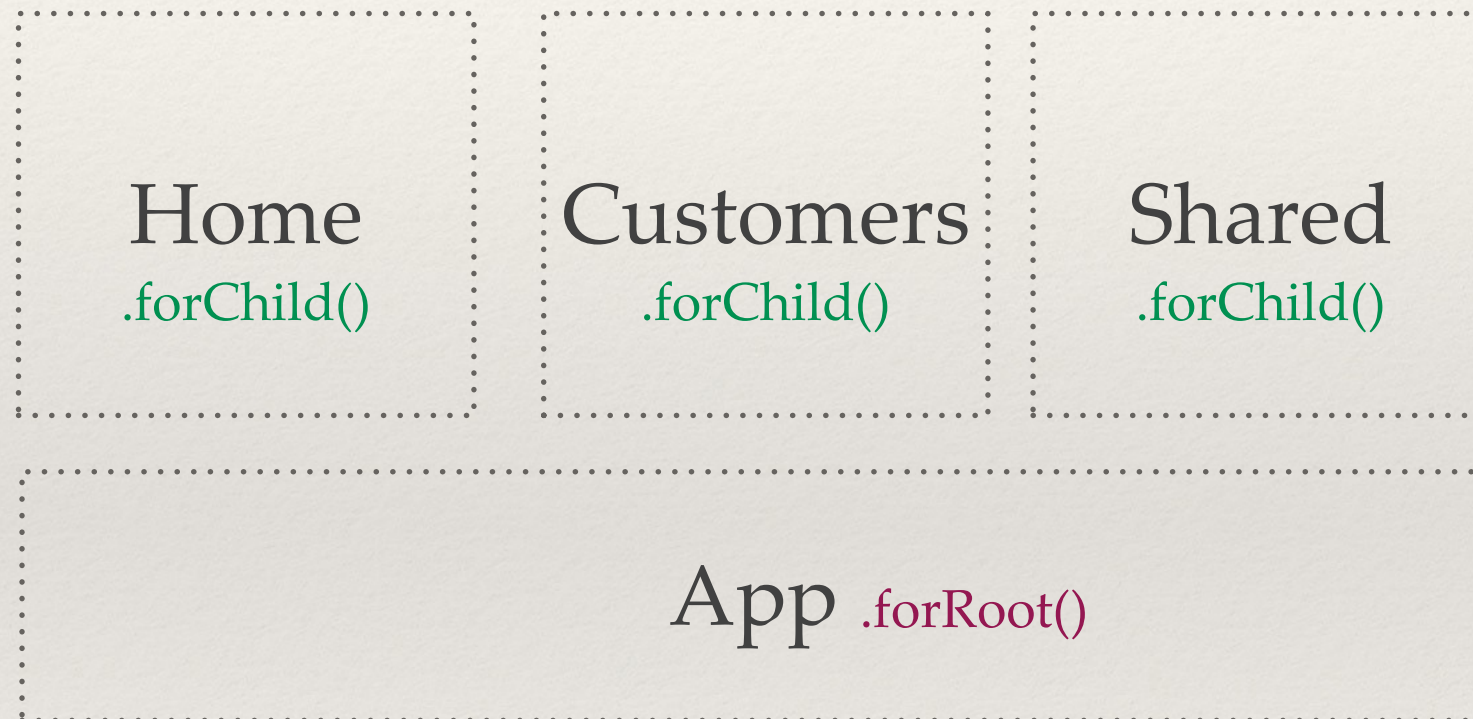 Home
.forChild()
Customers
.forChild()
Shared
.forChild()
App .forRoot()